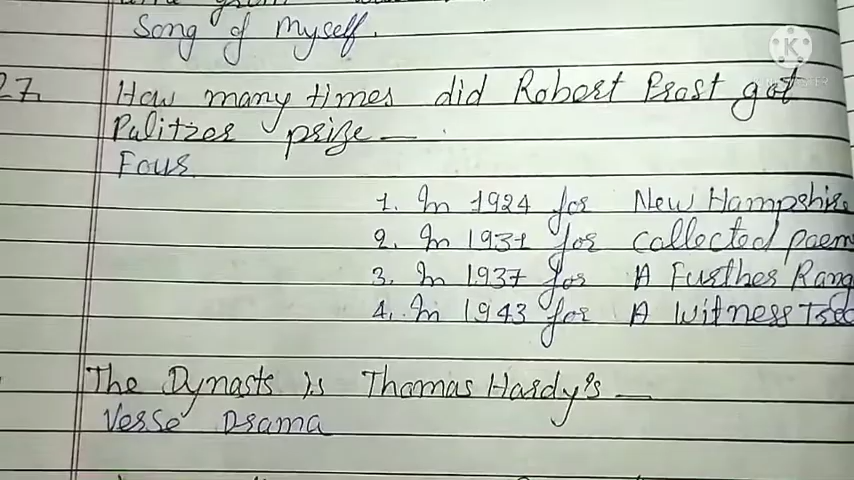 Song of myself.
27. How many times did Robert Frost got
Pulitzer prize —
Four
1. In 1924 for New Hampshire
2. In 1931 for collected poem
3. In 1937 for A Further Rang
4. In 1943 for A Witness Tree
The Dynasts is Thomas Hardy's —
Verse Drama